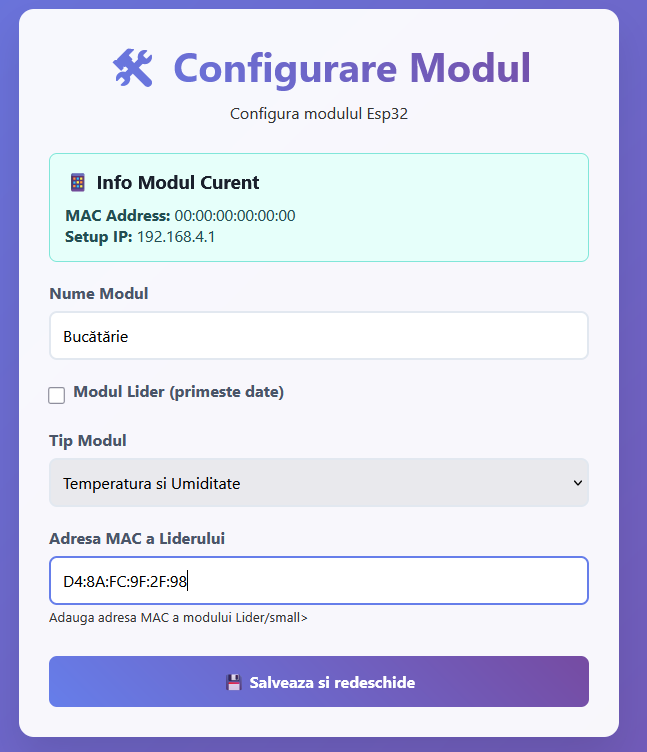 🛠️ Configurare Modul
Configura modulul Esp32
📱 Info Modul Curent
MAC Address: 00:00:00:00:00:00
Setup IP: 192.168.4.1
Nume Modul
Bucătărie
Modul Lider (primeste date)
Tip Modul
Temperatura si Umiditate
Adresa MAC a Liderului
D4:8A:FC:9F:2F:98
Adauga adresa MAC a modului Lider/small>
💾 Salveaza si redeschide